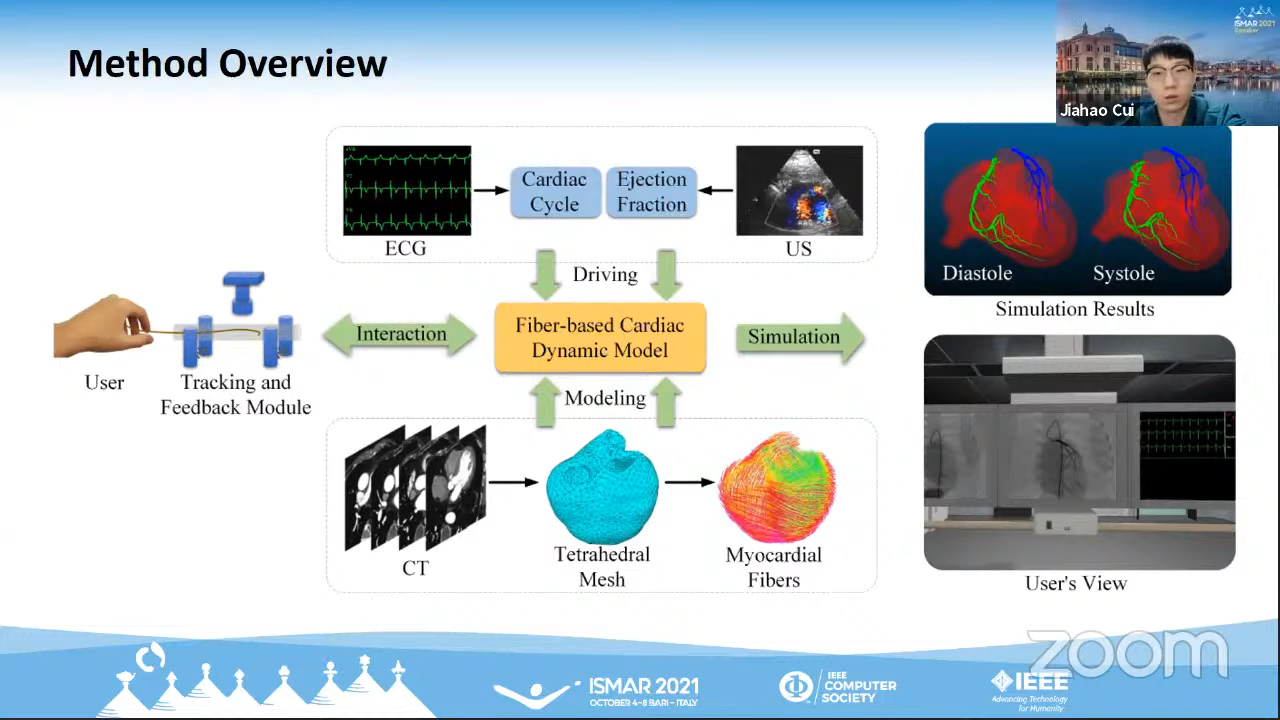 Method Overview
ISMAR 2021
Speaker
Jiahao Cui
Cardiac
Cycle
Ejection
Fraction
ECG
US
Driving
Diastole
Systole
Simulation Results
Interaction
Fiber-based Cardiac
Dynamic Model
Simulation
User
Tracking and
Feedback Module
Modeling
CT
Tetrahedral
Mesh
Myocardial
Fibers
User's View
zoom
ISMAR 2021
OCTOBER 4-8 BARI - ITALY
IEEE
COMPUTER
SOCIETY
IEEE
Advancing Technology
for Humanity